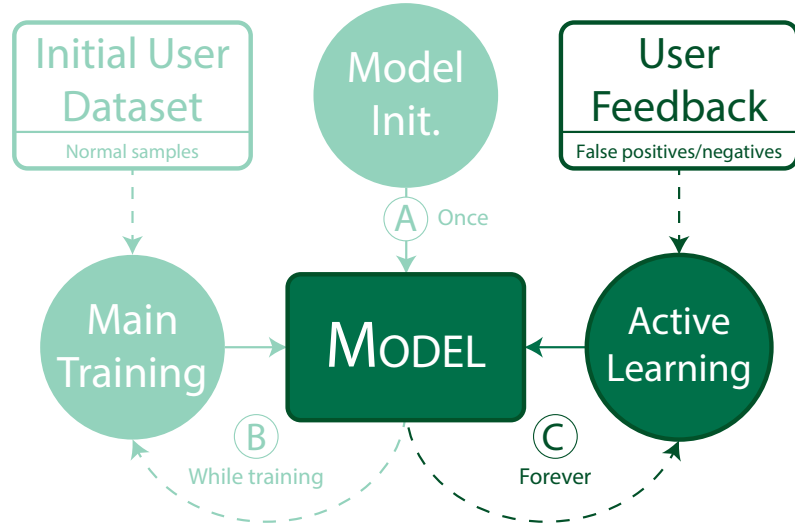 Initial User
Dataset
Normal samples
Model
Init.
User
Feedback
False positives/negatives
A
Once
Main
Training
MODEL
Active
Learning
B
While training
C
Forever